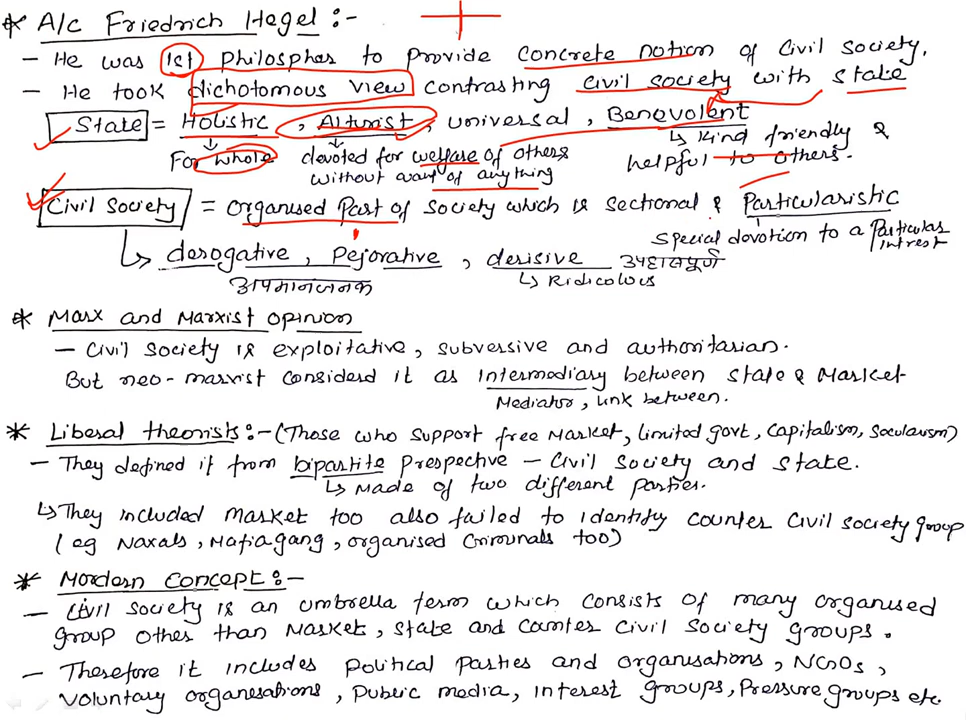 * A/c Friedrich Hegel :-
- He was 1st philospher to provide concrete notion of civil society.
- He took dichotomous view contrasting civil society with state
State = Holistic, Alturist, universal, Benevolent
For whole devoted for welfare of others without want of anything Kind friendly & helpful to others.
Civil Society = organised Part of society which is sectional & Particularistic
special devotion to a Particular intrest
derogative, Pejorative, derisive उपहासपूर्ण
अपमानजनक Ridicolous
* Marx and Marxist opinion
- Civil society is exploitative, subversive and authoritarian.
But neo-marxist considerd it as Intermediary between state & Market
Mediator, link between.
* Liberal theorists :- (Those who support free Market, limited govt, Capitalism, Secularism)
- They defined it from bipartite Prespective - Civil Society and State.
Made of two different parties.
They included market too also failed to identify counter civil society group
(eg Naxals, Mafia gang, organised Criminals too)
* Mordern Concept :-
- Civil society is an umbrella term which consists of many organised
group other than Market, State and Counter Civil Society groups.
- Therefore it includes Political Parties and organisations, NGOs,
voluntary organisations, Public media, interest groups, Pressure groups etc.